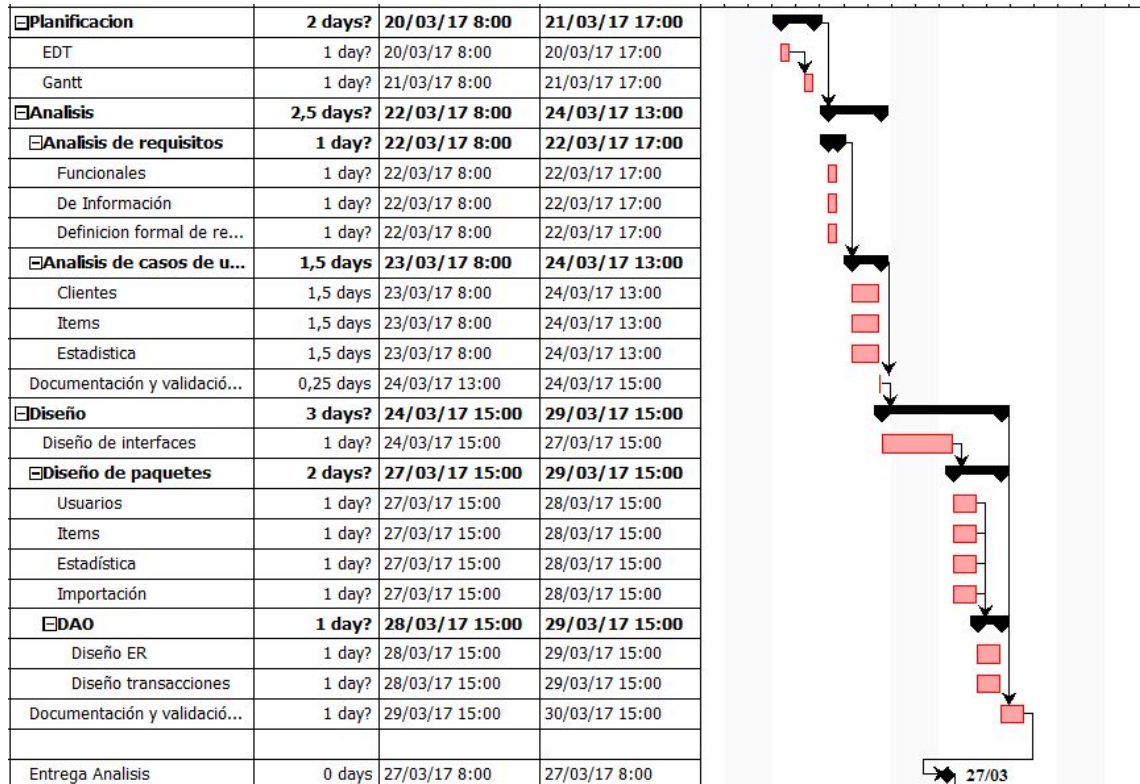 Planificacion 2 days? 20/03/17 8:00 21/03/17 17:00
EDT 1 day? 20/03/17 8:00 20/03/17 17:00
Gantt 1 day? 21/03/17 8:00 21/03/17 17:00
Analisis 2,5 days? 22/03/17 8:00 24/03/17 13:00
Analisis de requisitos 1 day? 22/03/17 8:00 22/03/17 17:00
Funcionales 1 day? 22/03/17 8:00 22/03/17 17:00
De Información 1 day? 22/03/17 8:00 22/03/17 17:00
Definicion formal de re... 1 day? 22/03/17 8:00 22/03/17 17:00
Analisis de casos de u... 1,5 days 23/03/17 8:00 24/03/17 13:00
Clientes 1,5 days 23/03/17 8:00 24/03/17 13:00
Items 1,5 days 23/03/17 8:00 24/03/17 13:00
Estadistica 1,5 days 23/03/17 8:00 24/03/17 13:00
Documentación y validació... 0,25 days 24/03/17 13:00 24/03/17 15:00
Diseño 3 days? 24/03/17 15:00 29/03/17 15:00
Diseño de interfaces 1 day? 24/03/17 15:00 27/03/17 15:00
Diseño de paquetes 2 days? 27/03/17 15:00 29/03/17 15:00
Usuarios 1 day? 27/03/17 15:00 28/03/17 15:00
Items 1 day? 27/03/17 15:00 28/03/17 15:00
Estadística 1 day? 27/03/17 15:00 28/03/17 15:00
Importación 1 day? 27/03/17 15:00 28/03/17 15:00
DAO 1 day? 28/03/17 15:00 29/03/17 15:00
Diseño ER 1 day? 28/03/17 15:00 29/03/17 15:00
Diseño transacciones 1 day? 28/03/17 15:00 29/03/17 15:00
Documentación y validació... 1 day? 29/03/17 15:00 30/03/17 15:00
Entrega Analisis 0 days 27/03/17 8:00 27/03/17 8:00 27/03